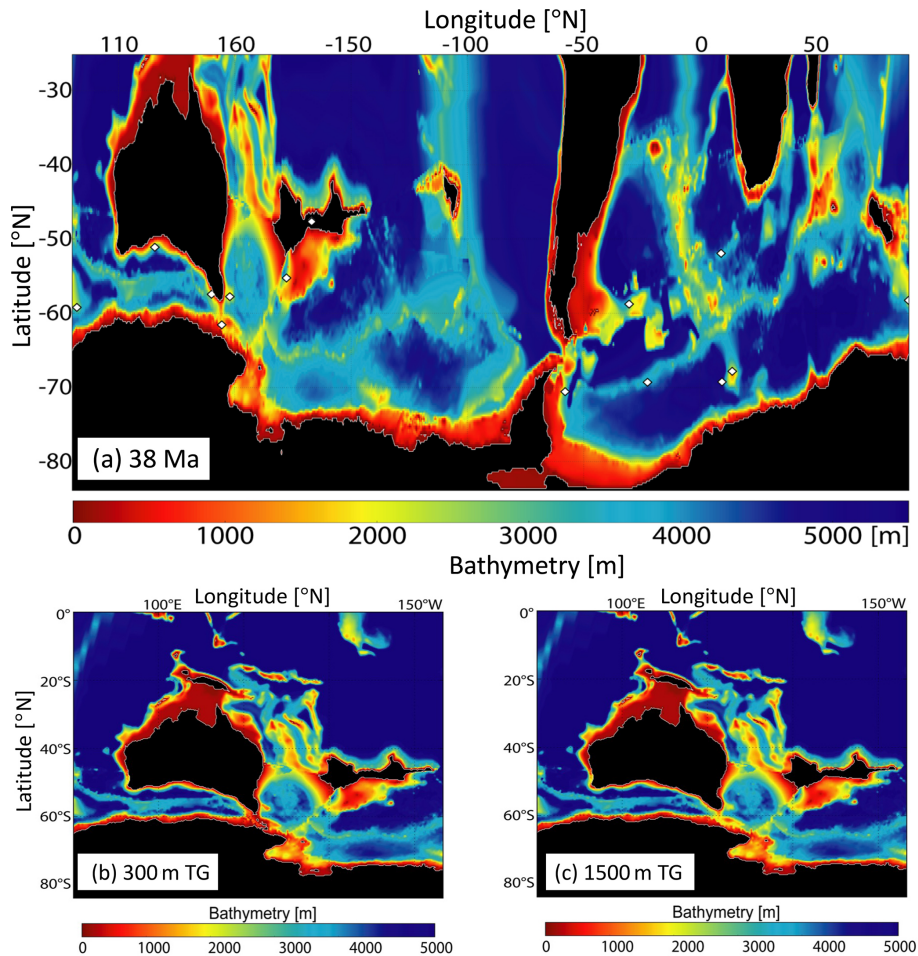 Longitude [°N]
110 160 -150 -100 -50 0 50
Latitude [°N]
-30
-40
-50
-60
-70
-80
(a) 38 Ma
0 1000 2000 3000 4000 5000 [m]
Bathymetry [m]
Longitude [°N]
100°E 150°W
Latitude [°N]
0°
20°S
40°S
60°S
80°S
(b) 300 m TG
Bathymetry [m]
0 1000 2000 3000 4000 5000
Longitude [°N]
100°E 150°W
0°
20°S
40°S
60°S
80°S
(c) 1500 m TG
Bathymetry [m]
0 1000 2000 3000 4000 5000